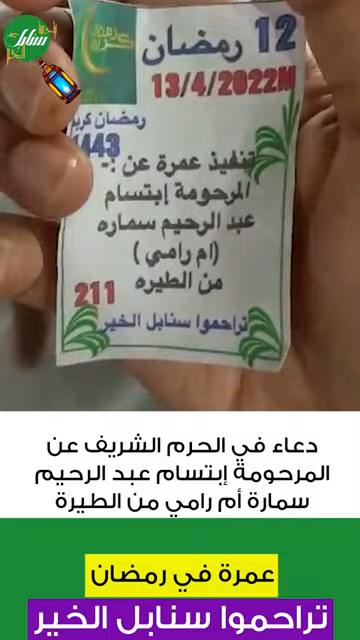 سنابل
12 رمضان
13/4/2022M
رمضان كريم
1443
تنفيذ عمرة عن :-
المرحومة إبتسام
عبد الرحيم سماره
(ام رامي)
من الطيره
211
تراحموا سنابل الخير
دعاء في الحرم الشريف عن
المرحومة إبتسام عبد الرحيم
سمارة أم رامي من الطيرة
عمرة في رمضان
تراحموا سنابل الخير